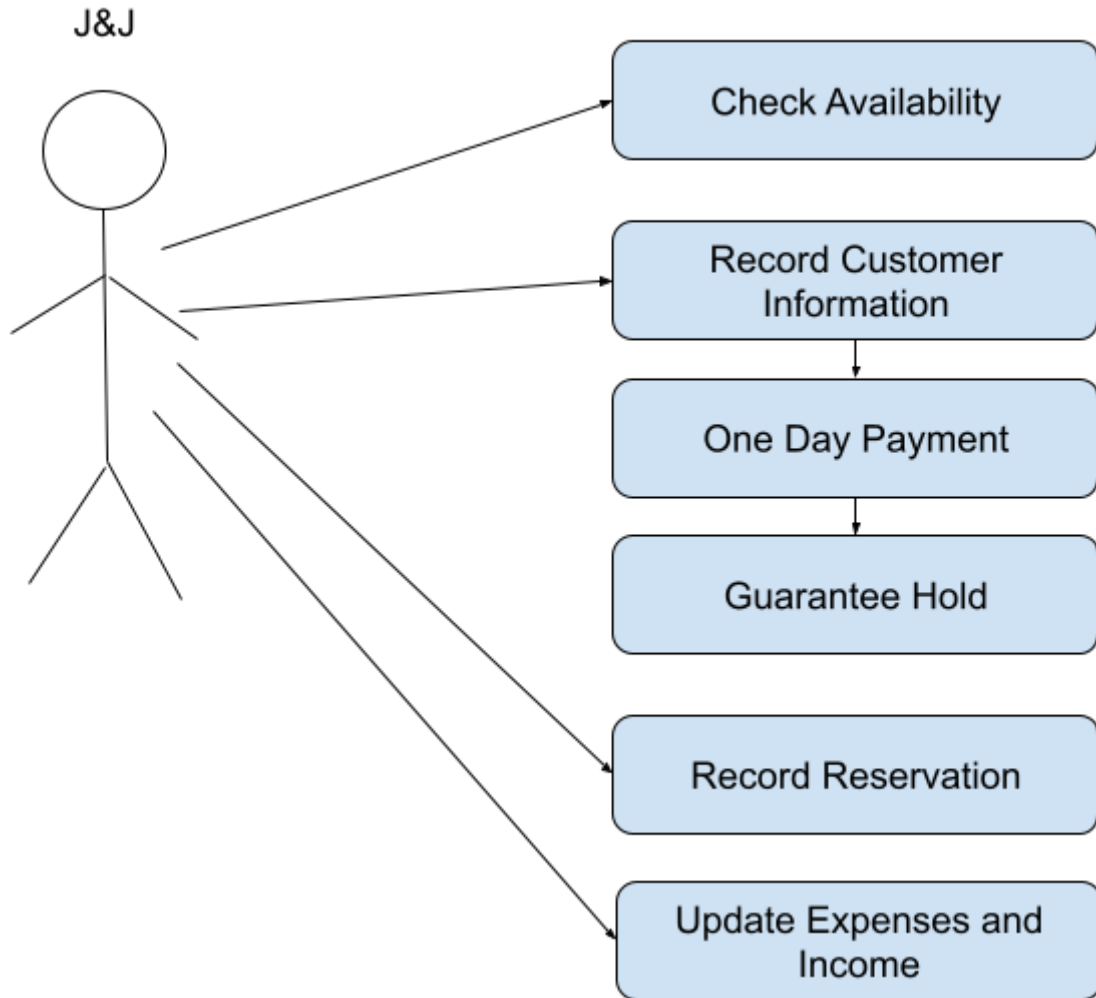 J&J
Check Availability
Record Customer
Information
One Day Payment
Guarantee Hold
Record Reservation
Update Expenses and
Income